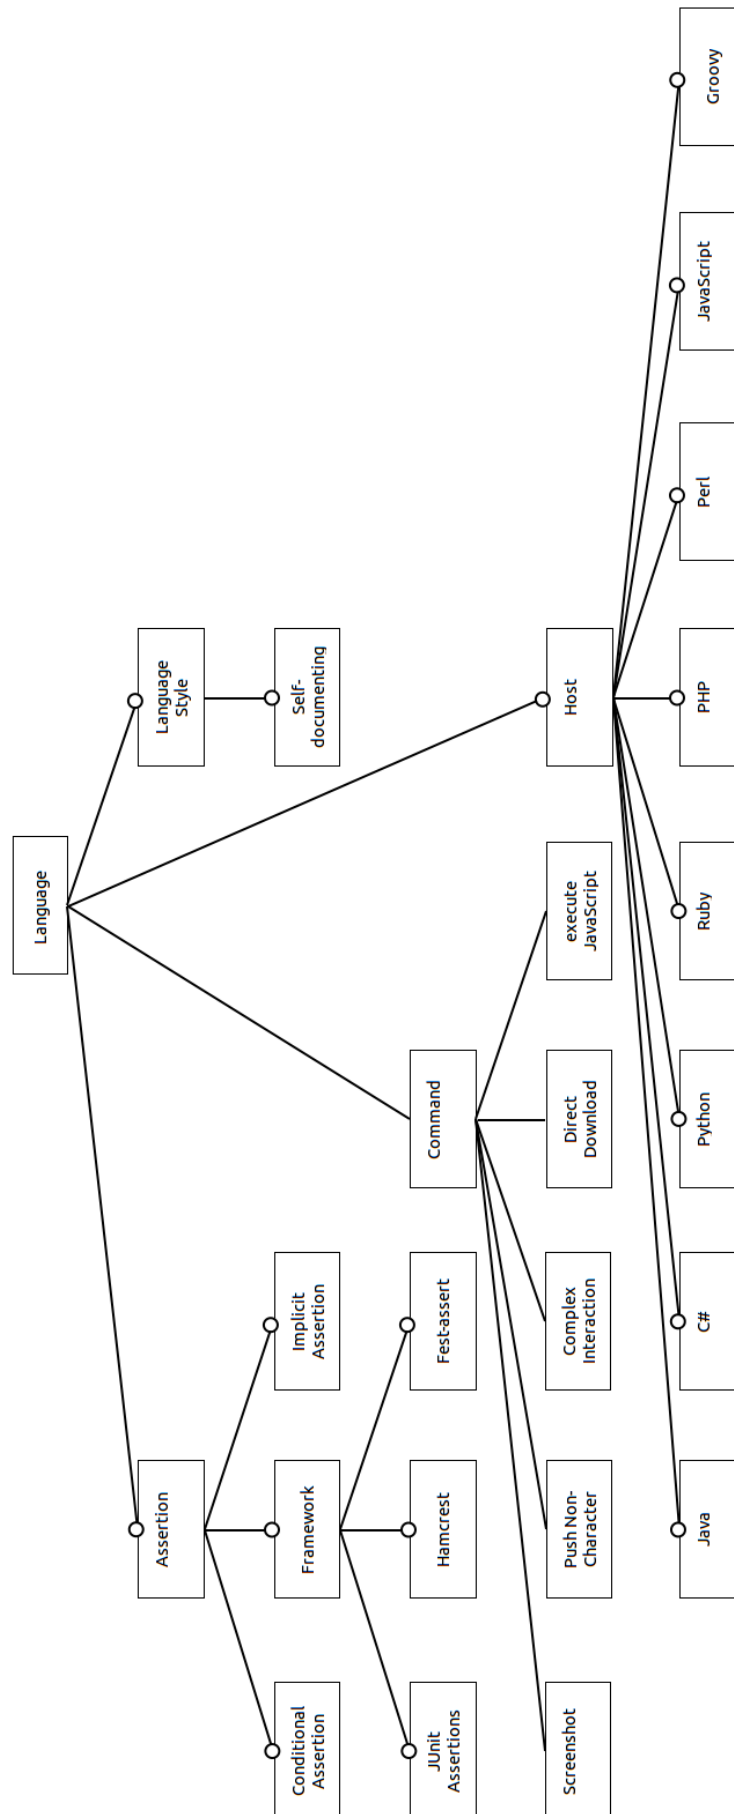 Language
Assertion
Language
Style
Conditional
Assertion
Framework
Implicit
Assertion
Self-
documenting
JUnit
Assertions
Hamcrest
Fest-assert
Command
Screenshot
Push Non-
Character
Complex
Interaction
Direct
Download
execute
JavaScript
Host
Java
C#
Python
Ruby
PHP
Perl
JavaScript
Groovy